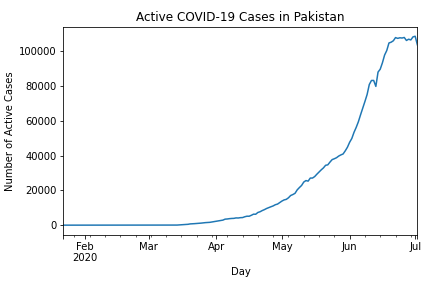 Active COVID-19 Cases in Pakistan
Number of Active Cases
100000
80000
60000
40000
20000
0
Feb
2020
Mar
Apr
May
Jun
Jul
Day